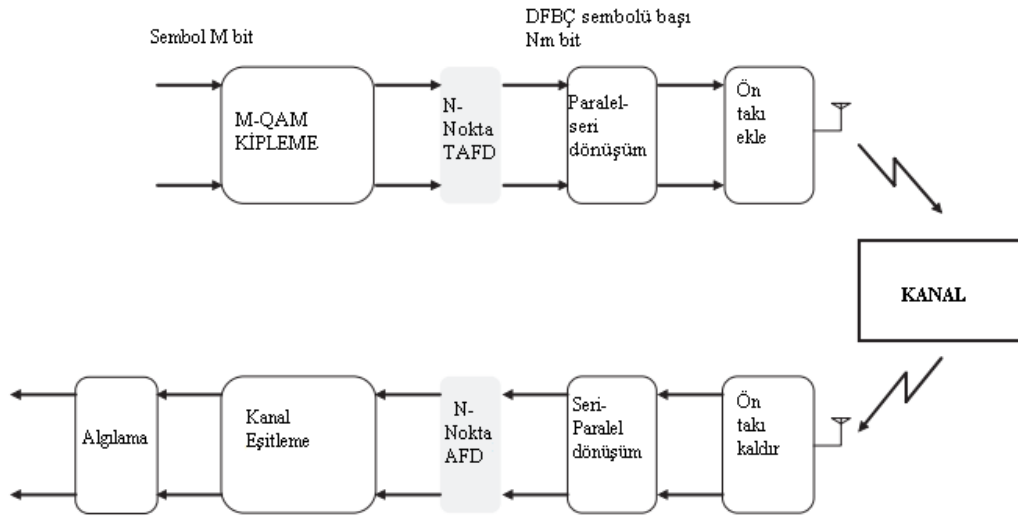 Sembol M bit
DFBÇ sembolü başı
Nm bit
M-QAM
KİPLEME
N-
Nokta
TAFD
Paralel-
seri
dönüşüm
Ön
takı
ekle
KANAL
Algılama
Kanal
Eşitleme
N-
Nokta
AFD
Seri-
Paralel
dönüşüm
Ön
takı
kaldır